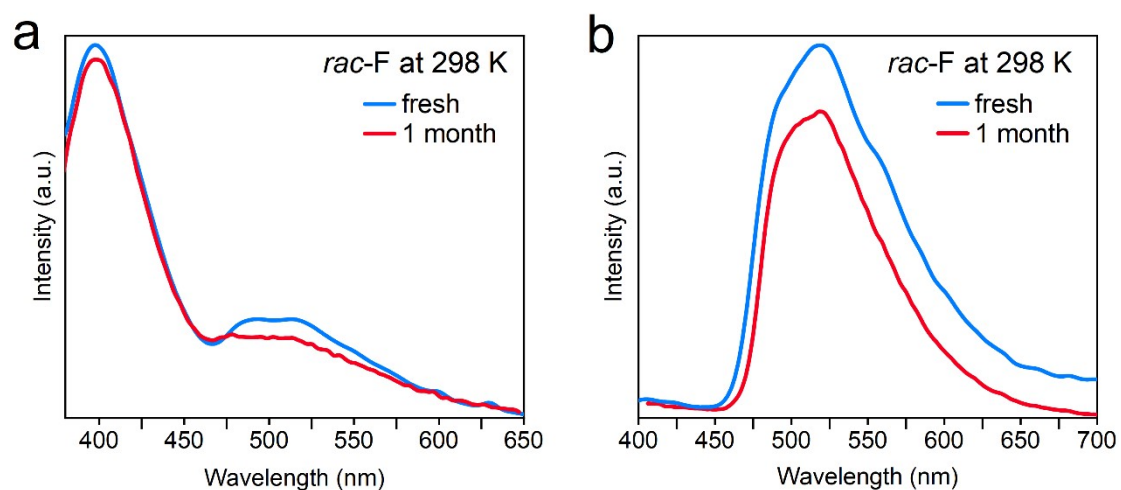 a
rac-F at 298 K
fresh
1 month
Intensity (a.u.)
400 450 500 550 600 650
Wavelength (nm)
b
rac-F at 298 K
fresh
1 month
Intensity (a.u.)
400 450 500 550 600 650 700
Wavelength (nm)